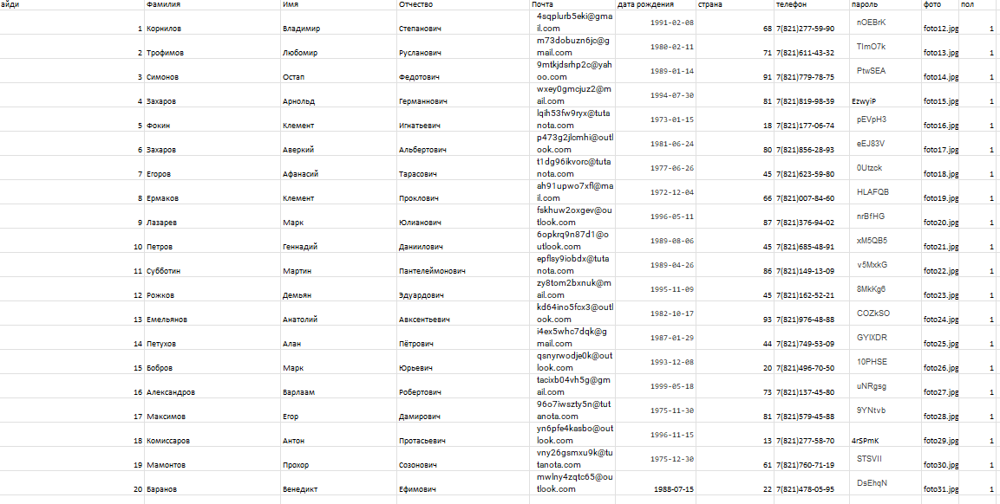 айди Фамилия Имя Отчество Почта дата рождения страна телефон пароль фото пол
1 Корнилов Владимир Степанович 4sqplurb5eki@gmail.com 1991-02-08 68 7(821)277-59-90 nOEBrK foto12.jpg 1
2 Трофимов Любомир Русланович m73dobuzn6jc@gmail.com 1980-02-11 71 7(821)611-43-32 TlmO7k foto13.jpg 1
3 Симонов Остап Федотович 9mtkjdsrhp2c@yahoo.com 1989-01-14 91 7(821)779-78-75 PtwSEA foto14.jpg 1
4 Захаров Арнольд Германнович wxey0gmcjuz2@mail.com 1994-07-30 81 7(821)819-98-39 EzwyiP foto15.jpg 1
5 Фокин Клемент Игнатьевич lqih53fw9ryx@tutanota.com 1973-01-15 18 7(821)177-06-74 pEVpH3 foto16.jpg 1
6 Захаров Аверкий Альбертович p473g2jlcmhi@outlook.com 1981-06-24 80 7(821)856-28-93 eEJ83V foto17.jpg 1
7 Егоров Афанасий Тарасович t1dg96ikvorc@tutanota.com 1977-06-26 45 7(821)623-59-80 0Utzck foto18.jpg 1
8 Ермаков Клемент Проклович ah91upwo7xfl@mail.com 1972-12-04 66 7(821)007-84-60 HLAFQB foto19.jpg 1
9 Лазарев Марк Юлианович fskhuw2oxgev@outlook.com 1996-05-11 87 7(821)376-94-02 nrBfHG foto20.jpg 1
10 Петров Геннадий Даниилович 6opkrq9n87d1@outlook.com 1989-08-06 45 7(821)685-48-91 xM5QB5 foto21.jpg 1
11 Субботин Мартин Пантелеймонович epflsy9iobdx@tutanota.com 1989-04-26 86 7(821)149-13-09 v5MxkG foto22.jpg 1
12 Рожков Демьян Эдуардович zy8tom2bxnuk@mail.com 1995-11-09 45 7(821)162-52-21 8MkKg6 foto23.jpg 1
13 Емельянов Анатолий Авксентьевич kd64ino5fcx3@outlook.com 1982-10-17 93 7(821)976-48-88 COZkSO foto24.jpg 1
14 Петухов Алан Пётрович i4ex5whc7dqk@gmail.com 1987-01-29 44 7(821)749-53-09 GYIXDR foto25.jpg 1
15 Бобров Марк Юрьевич qsnyrwodje0k@outlook.com 1993-12-08 20 7(821)496-70-50 10PHSE foto26.jpg 1
16 Александров Варлаам Робертович tacixb04vh5g@gmail.com 1999-05-18 73 7(821)137-45-80 uNRgsg foto27.jpg 1
17 Максимов Егор Дамирович 96o7iwszty5n@tutanota.com 1975-11-30 81 7(821)579-45-88 9YNtvb foto28.jpg 1
18 Комиссаров Антон Протасьевич yn6pfe4kasbo@outlook.com 1996-11-15 13 7(821)277-58-70 4rSPmK foto29.jpg 1
19 Мамонтов Прохор Созонович vny26gsmxu9k@tutanota.com 1975-12-30 61 7(821)760-71-19 STSVII foto30.jpg 1
20 Баранов Венедикт Ефимович mwlny4zqtc65@outlook.com 1988-07-15 22 7(821)478-05-95 DsEhqN foto31.jpg 1